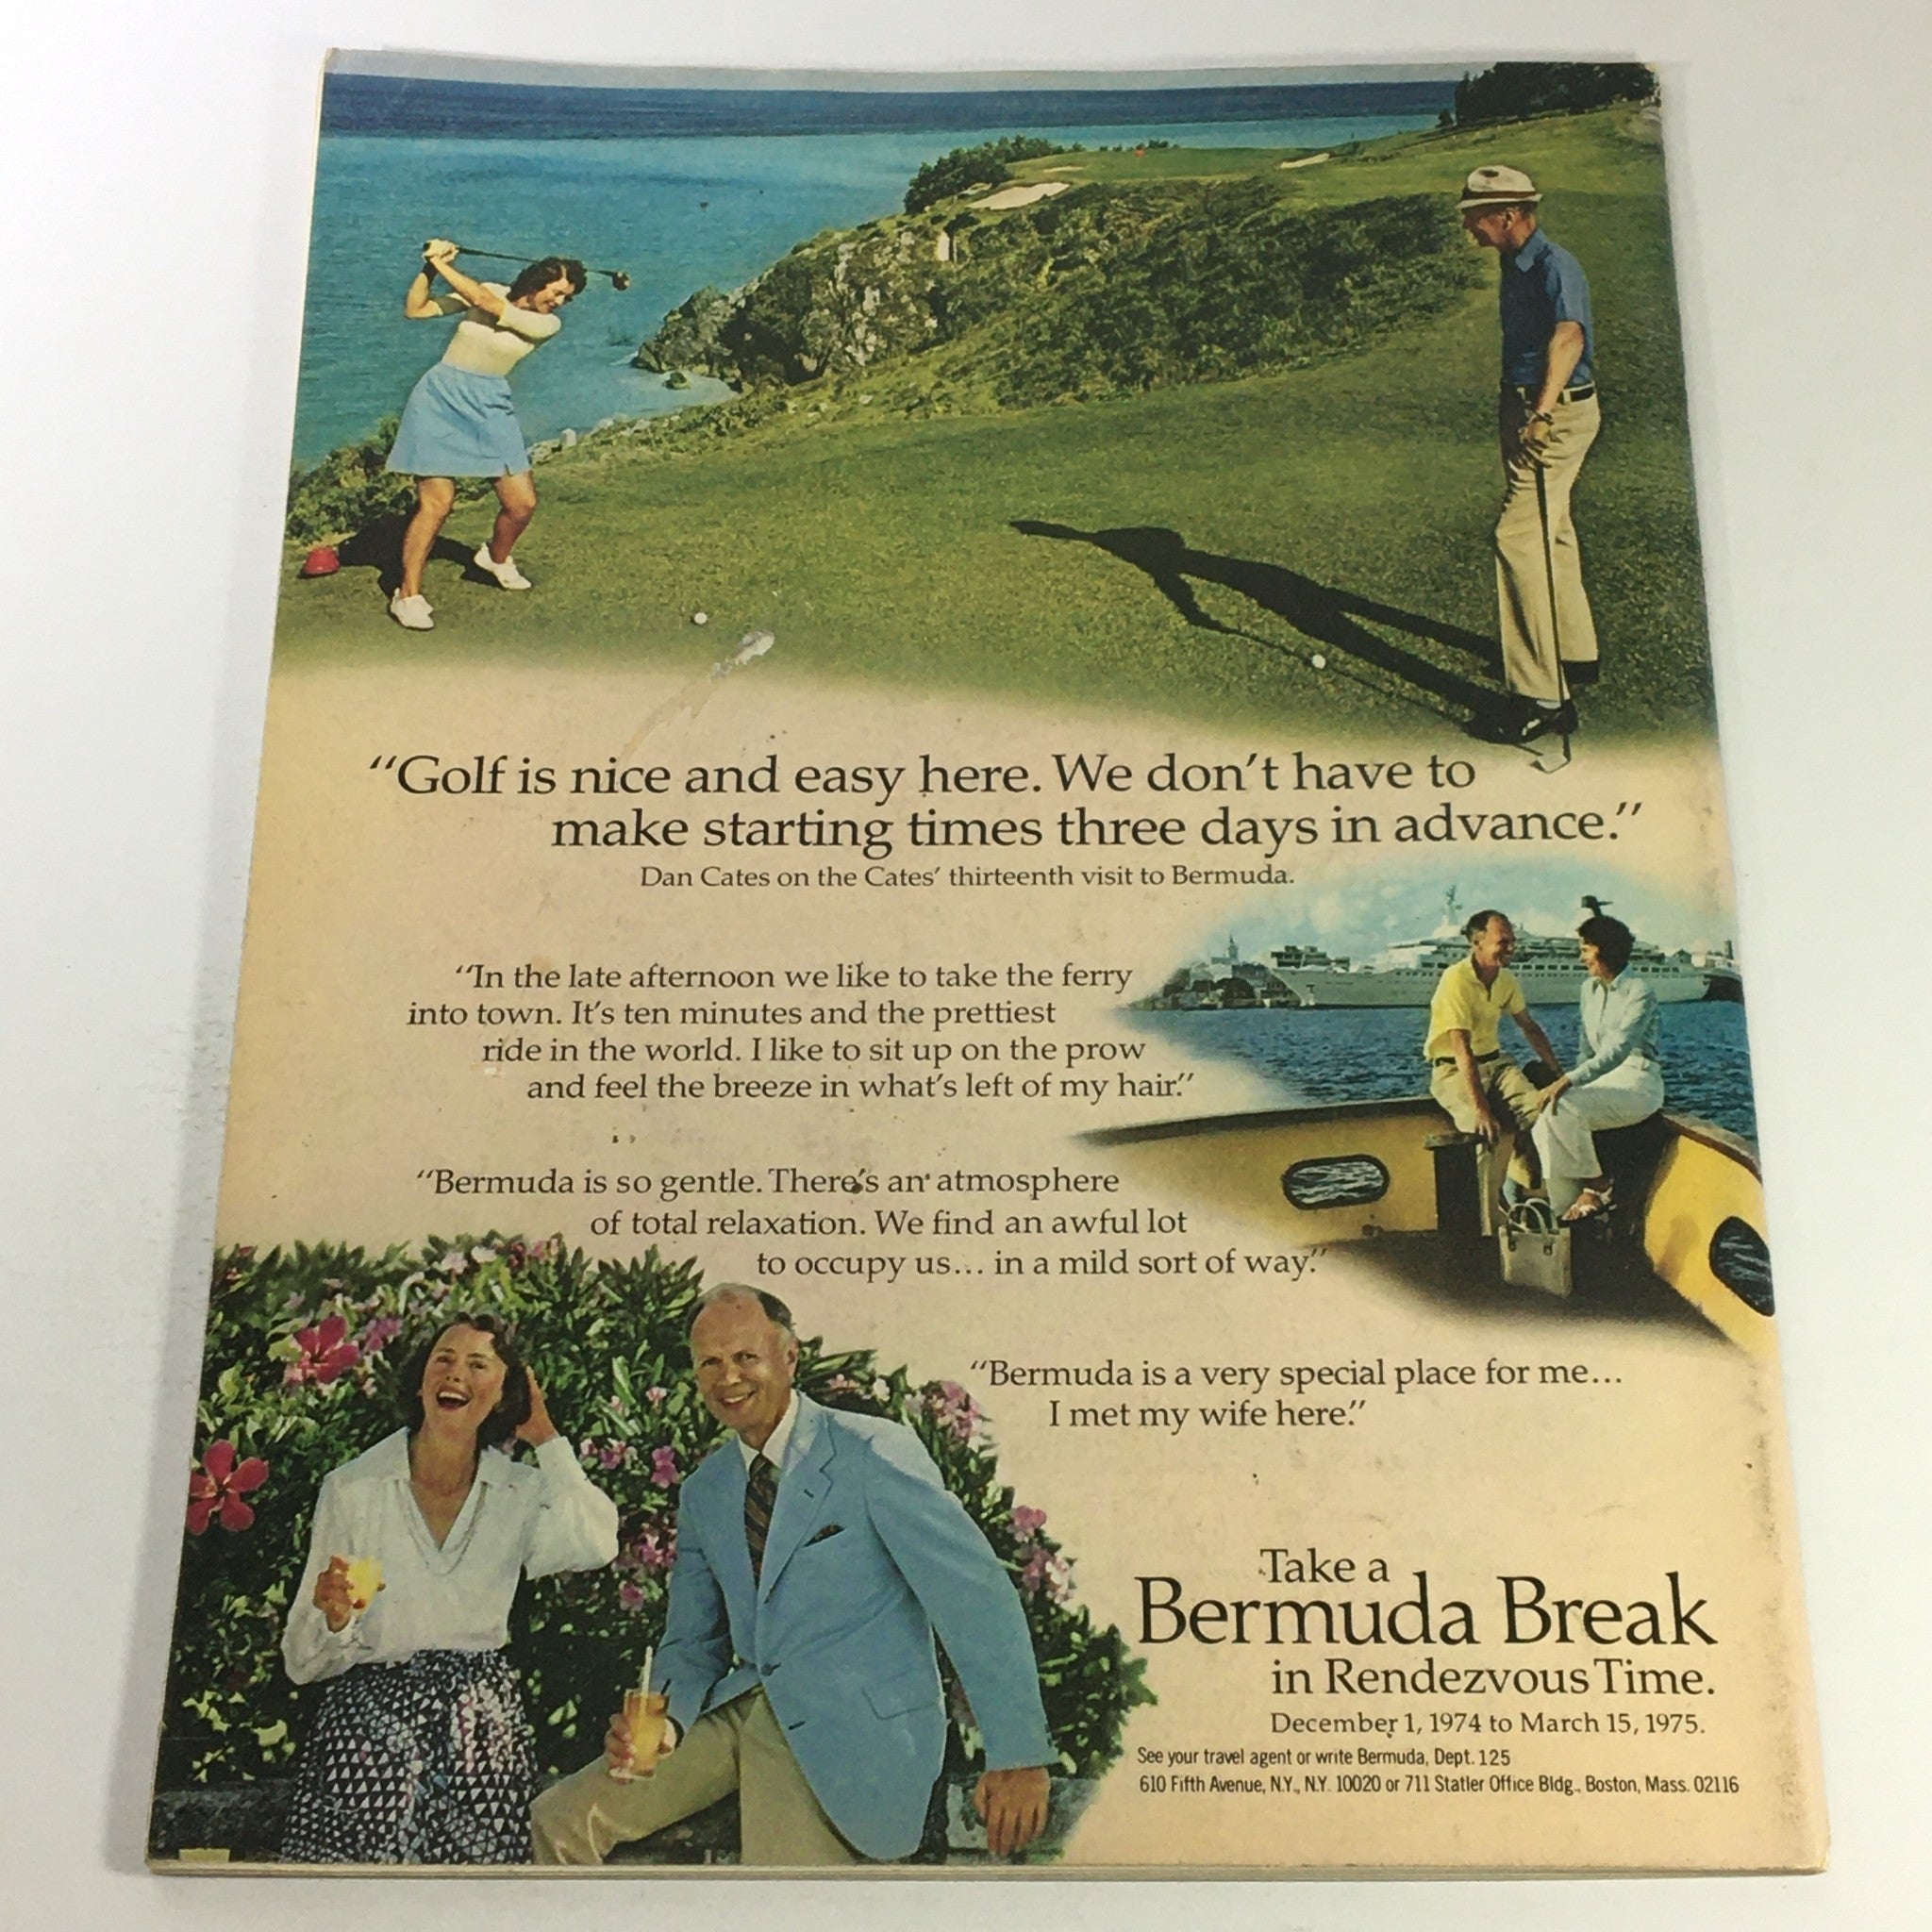 “Golf is nice and easy here. We don’t have to
make starting times three days in advance.”
Dan Cates on the Cates’ thirteenth visit to Bermuda.
“In the late afternoon we like to take the ferry
into town. It’s ten minutes and the prettiest
ride in the world. I like to sit up on the prow
and feel the breeze in what’s left of my hair.”
“Bermuda is so gentle. There’s an atmosphere
of total relaxation. We find an awful lot
to occupy us... in a mild sort of way.”
“Bermuda is a very special place for me...
I met my wife here.”
Take a
Bermuda Break
in Rendezvous Time.
December 1, 1974 to March 15, 1975.
See your travel agent or write Bermuda, Dept. 125
610 Fifth Avenue, N.Y., N.Y. 10020 or 711 Statler Office Bldg., Boston, Mass. 02116